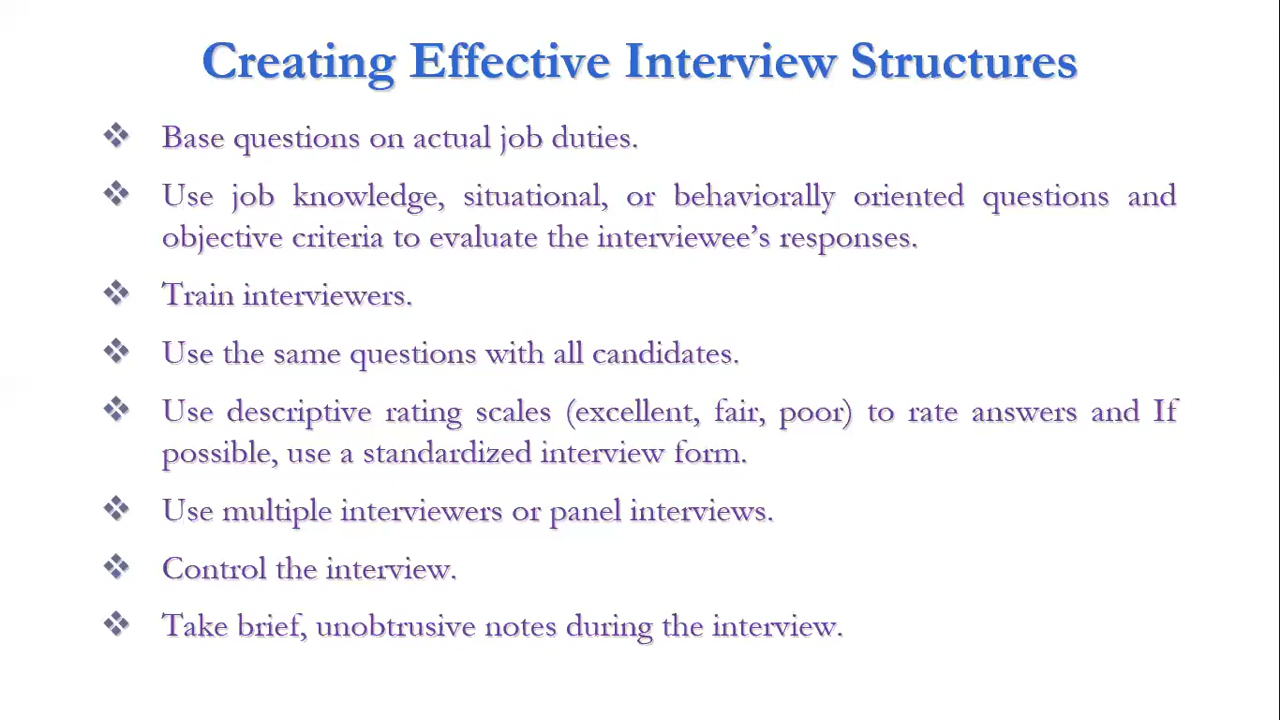 Creating Effective Interview Structures
❖ Base questions on actual job duties.
❖ Use job knowledge, situational, or behaviorally oriented questions and
objective criteria to evaluate the interviewee’s responses.
❖ Train interviewers.
❖ Use the same questions with all candidates.
❖ Use descriptive rating scales (excellent, fair, poor) to rate answers and If
possible, use a standardized interview form.
❖ Use multiple interviewers or panel interviews.
❖ Control the interview.
❖ Take brief, unobtrusive notes during the interview.